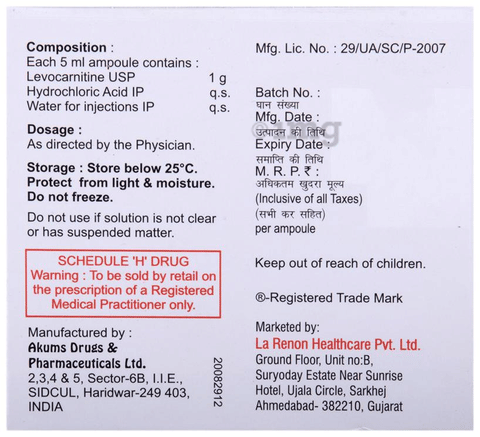 Composition :
Each 5 ml ampoule contains :
Levocarnitine USP 1 g
Hydrochloric Acid IP q.s.
Water for injections IP q.s.
Dosage :
As directed by the Physician.
Storage : Store below 25°C.
Protect from light & moisture.
Do not freeze.
Do not use if solution is not clear
or has suspended matter.
SCHEDULE 'H' DRUG
Warning : To be sold by retail on
the prescription of a Registered
Medical Practitioner only.
Manufactured by :
Akums Drugs &
Pharmaceuticals Ltd.
2,3,4 & 5, Sector-6B, I.I.E.,
SIDCUL, Haridwar-249 403,
INDIA
20082912
Mfg. Lic. No. : 29/UA/SC/P-2007
Batch No. :
घान संख्या
Mfg. Date :
उत्पादन की तिथि
Expiry Date :
समाप्ति की तिथि
M. R. P. ₹ :
अधिकतम खुदरा मूल्य
(Inclusive of all Taxes)
(सभी कर सहित)
per ampoule
Keep out of reach of children.
®-Registered Trade Mark
Marketed by :
La Renon Healthcare Pvt. Ltd.
Ground Floor, Unit no:B,
Suryoday Estate Near Sunrise
Hotel, Ujala Circle, Sarkhej
Ahmedabad- 382210, Gujarat